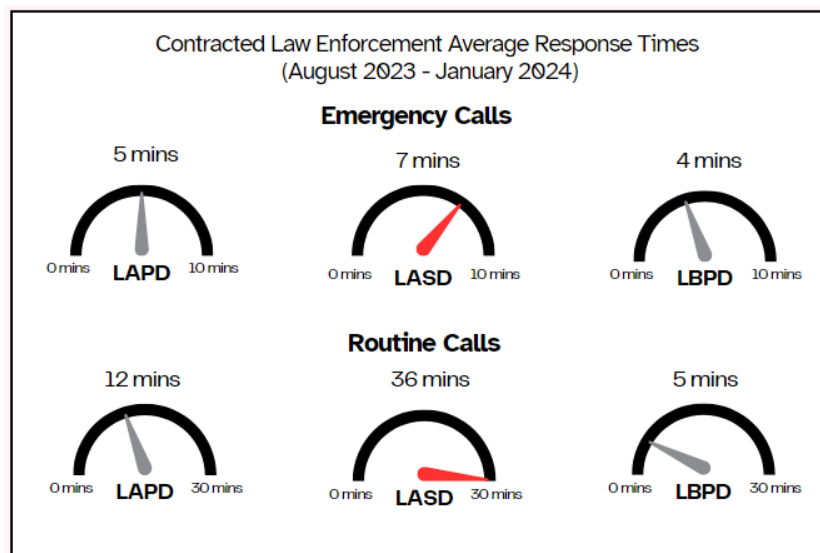 Contracted Law Enforcement Average Response Times
(August 2023 - January 2024)
Emergency Calls
5 mins
7 mins
4 mins
0 mins
LAPD
10 mins
0 mins
LASD
10 mins
0 mins
LBPD
10 mins
Routine Calls
12 mins
36 mins
5 mins
0 mins
LAPD
30 mins
0 mins
LASD
30 mins
0 mins
LBPD
30 mins